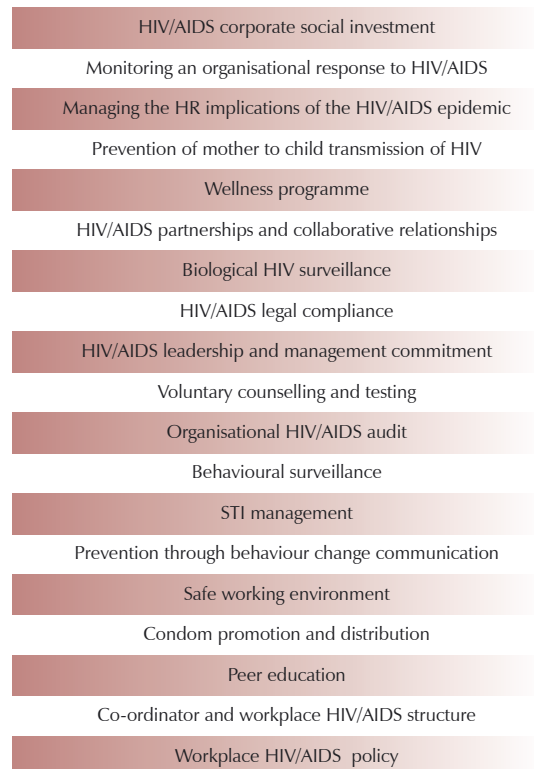 HIV/AIDS corporate social investment
Monitoring an organisational response to HIV/AIDS
Managing the HR implications of the HIV/AIDS epidemic
Prevention of mother to child transmission of HIV
Wellness programme
HIV/AIDS partnerships and collaborative relationships
Biological HIV surveillance
HIV/AIDS legal compliance
HIV/AIDS leadership and management commitment
Voluntary counselling and testing
Organisational HIV/AIDS audit
Behavioural surveillance
STI management
Prevention through behaviour change communication
Safe working environment
Condom promotion and distribution
Peer education
Co-ordinator and workplace HIV/AIDS structure
Workplace HIV/AIDS policy